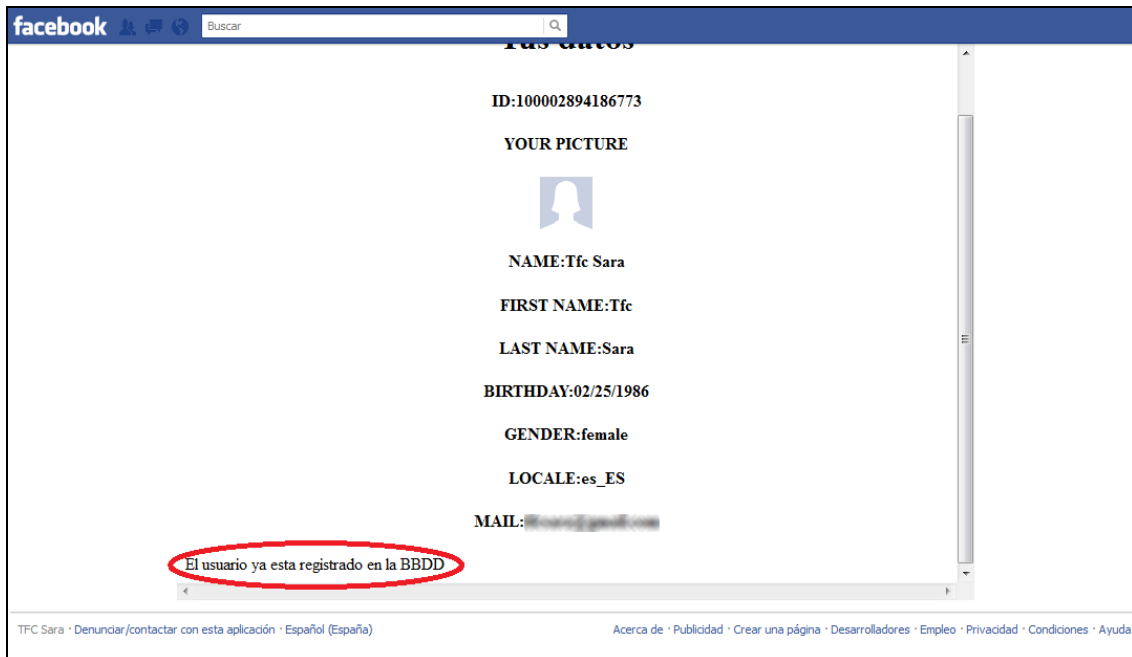 facebook Buscar
Tus datos
ID:100002894186773
YOUR PICTURE
NAME:Tfc Sara
FIRST NAME:Tfc
LAST NAME:Sara
BIRTHDAY:02/25/1986
GENDER:female
LOCALE:es_ES
MAIL:
El usuario ya esta registrado en la BBDD
TFC Sara · Denunciar/contactar con esta aplicación · Español (España) Acerca de · Publicidad · Crear una página · Desarrolladores · Empleo · Privacidad · Condiciones · Ayuda